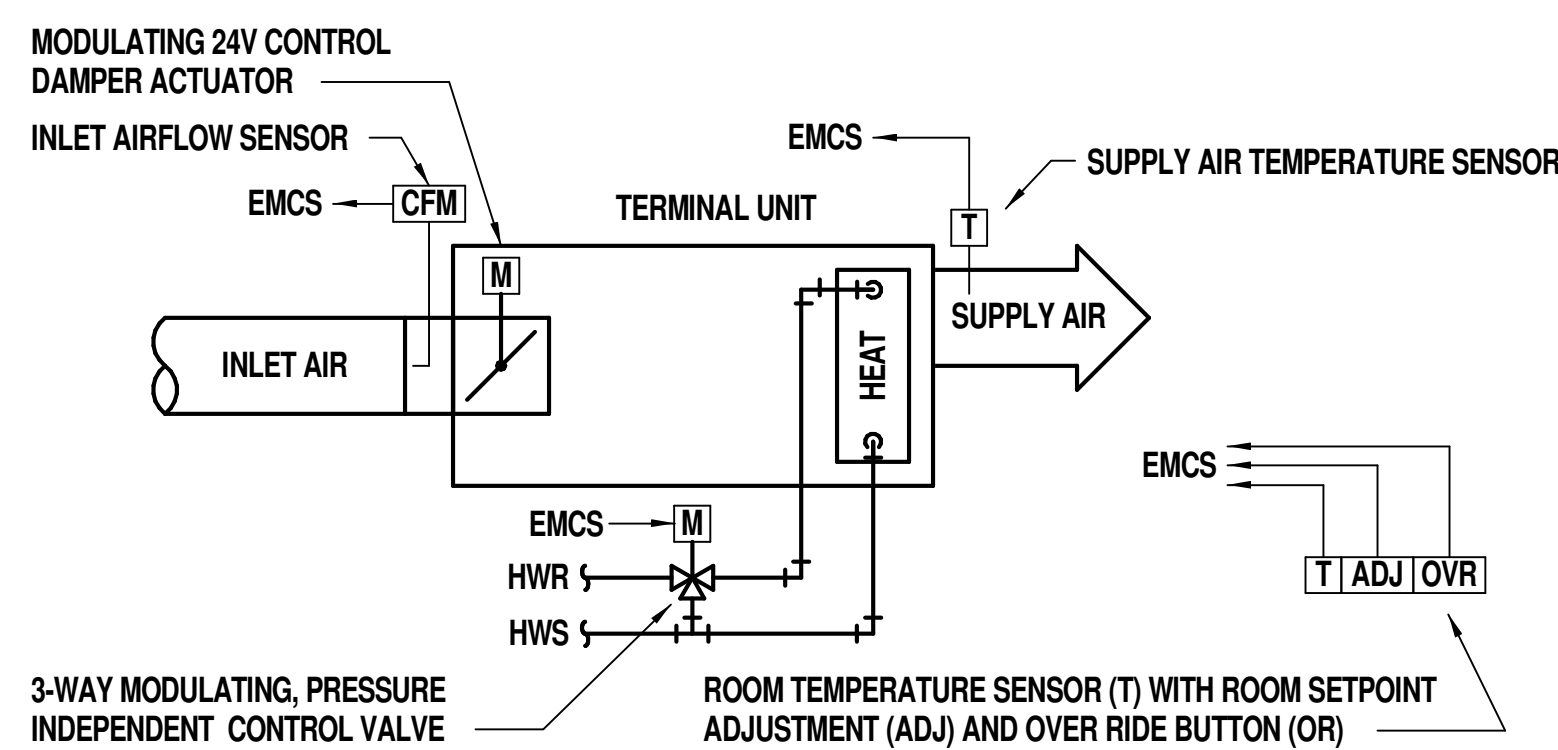 MODULATING 24V CONTROL
DAMPER ACTUATOR
INLET AIRFLOW SENSOR
EMCS
CFM
EMCS
SUPPLY AIR TEMPERATURE SENSOR
TERMINAL UNIT
T
M
INLET AIR
HEAT
SUPPLY AIR
EMCS
EMCS
M
HWR
HWS
T ADJ OVR
3-WAY MODULATING, PRESSURE
INDEPENDENT CONTROL VALVE
ROOM TEMPERATURE SENSOR (T) WITH ROOM SETPOINT
ADJUSTMENT (ADJ) AND OVER RIDE BUTTON (OR)